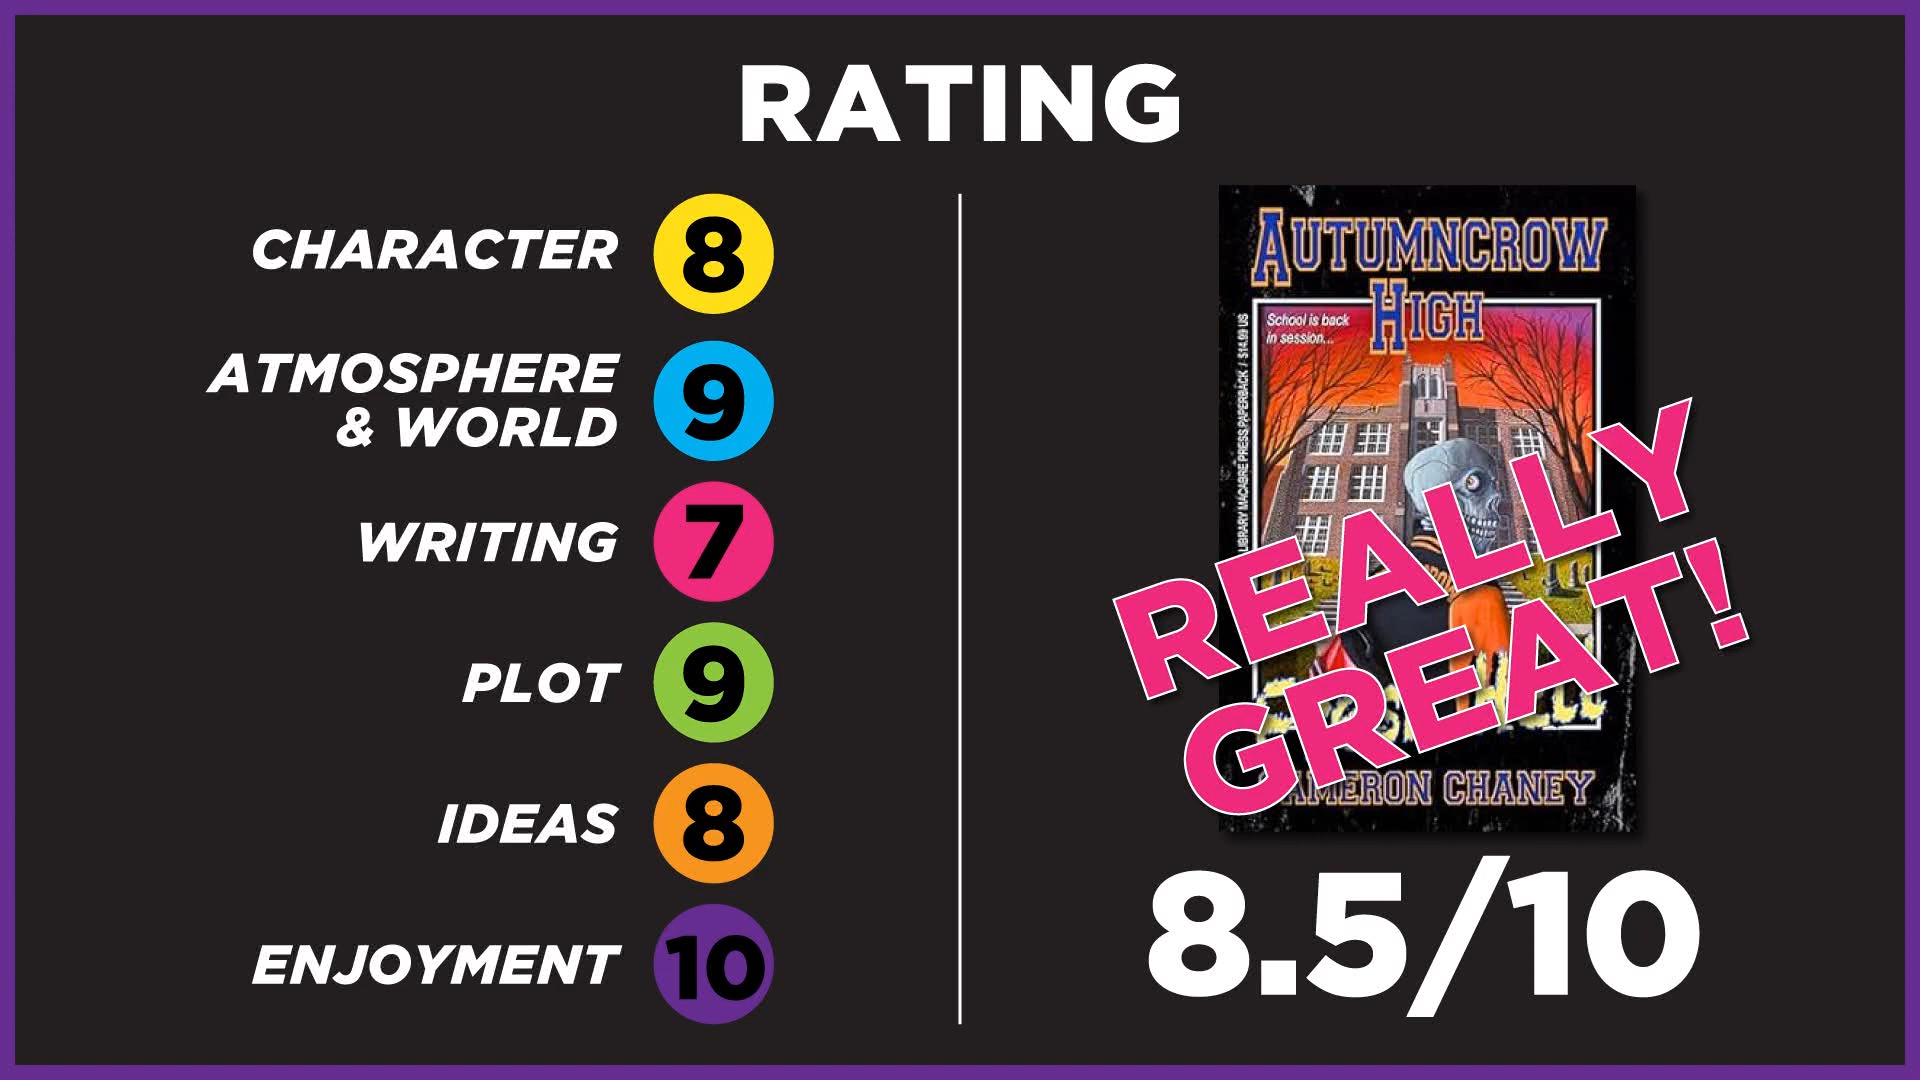 RATING
CHARACTER 8
ATMOSPHERE
& WORLD 9
WRITING 7
PLOT 9
IDEAS 8
ENJOYMENT 10
AUTUMNCROW
HIGH
School is back
in session...
LIBRARY MACABRE PRESS PAPERBACK / $14.99 US
REALLY
GREAT!
CAMERON CHANEY
8.5/10